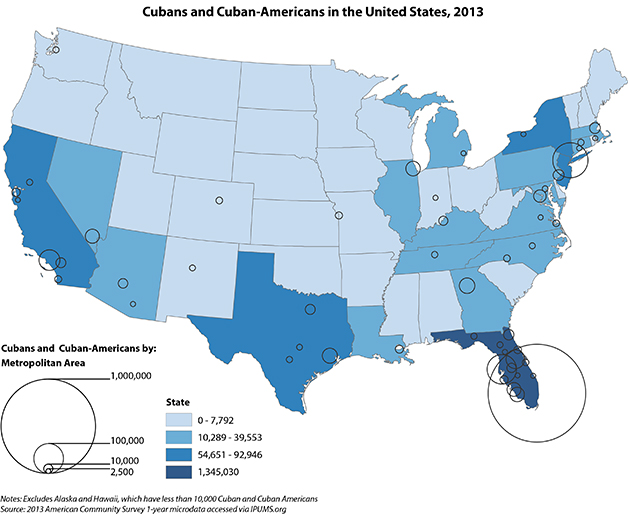 Cubans and Cuban-Americans in the United States, 2013
Cubans and Cuban-Americans by:
Metropolitan Area
1,000,000
100,000
10,000
2,500
State
0 - 7,792
10,289 - 39,553
54,651 - 92,946
1,345,030
Notes: Excludes Alaska and Hawaii, which have less than 10,000 Cuban and Cuban Americans
Source: 2013 American Community Survey 1-year microdata accessed via IPUMS.org